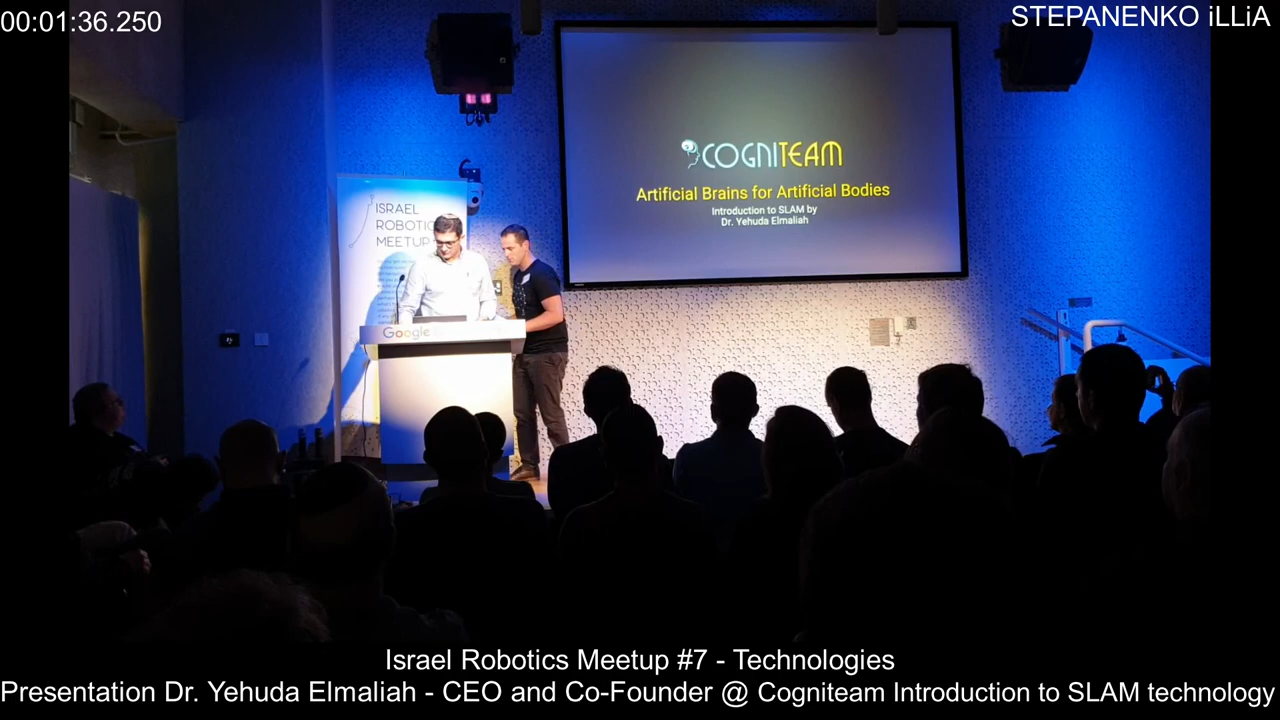 00:01:36.250
STEPANENKO iLLiA
COGNITEAM
Artificial Brains for Artificial Bodies
Introduction to SLAM by
Dr. Yehuda Elmaliah
ISRAEL
ROBOTIC
MEETUP
Google
Israel Robotics Meetup #7 - Technologies
Presentation Dr. Yehuda Elmaliah - CEO and Co-Founder @ Cogniteam Introduction to SLAM technology